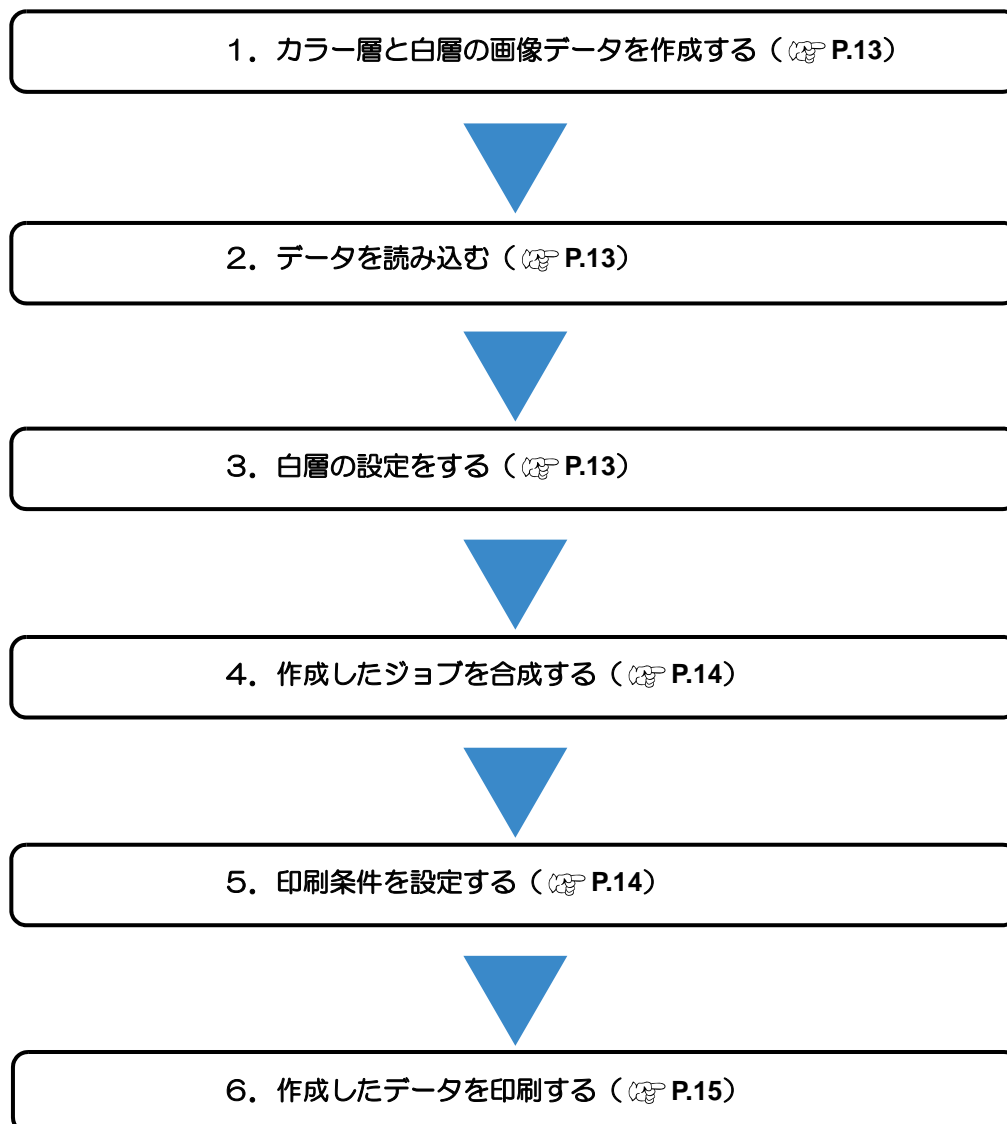 1. カラー層と白層の画像データを作成する（☞ P.13）
2. データを読み込む（☞ P.13）
3. 白層の設定をする（☞ P.13）
4. 作成したジョブを合成する（☞ P.14）
5. 印刷条件を設定する（☞ P.14）
6. 作成したデータを印刷する（☞ P.15）